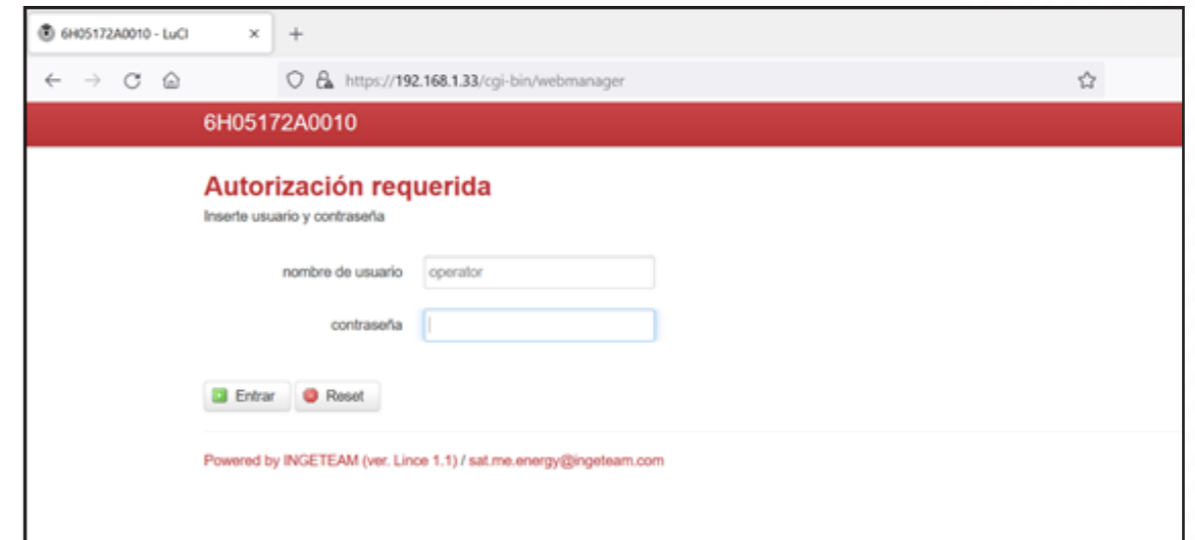 6H05172A0010 - LuCI
https://192.168.1.33/cgi-bin/webmanager
6H05172A0010
Autorización requerida
Inserte usuario y contraseña
nombre de usuario operator
contraseña
Entrar Reset
Powered by INGETEAM (ver. Lince 1.1) / sat.me.energy@ingeteam.com